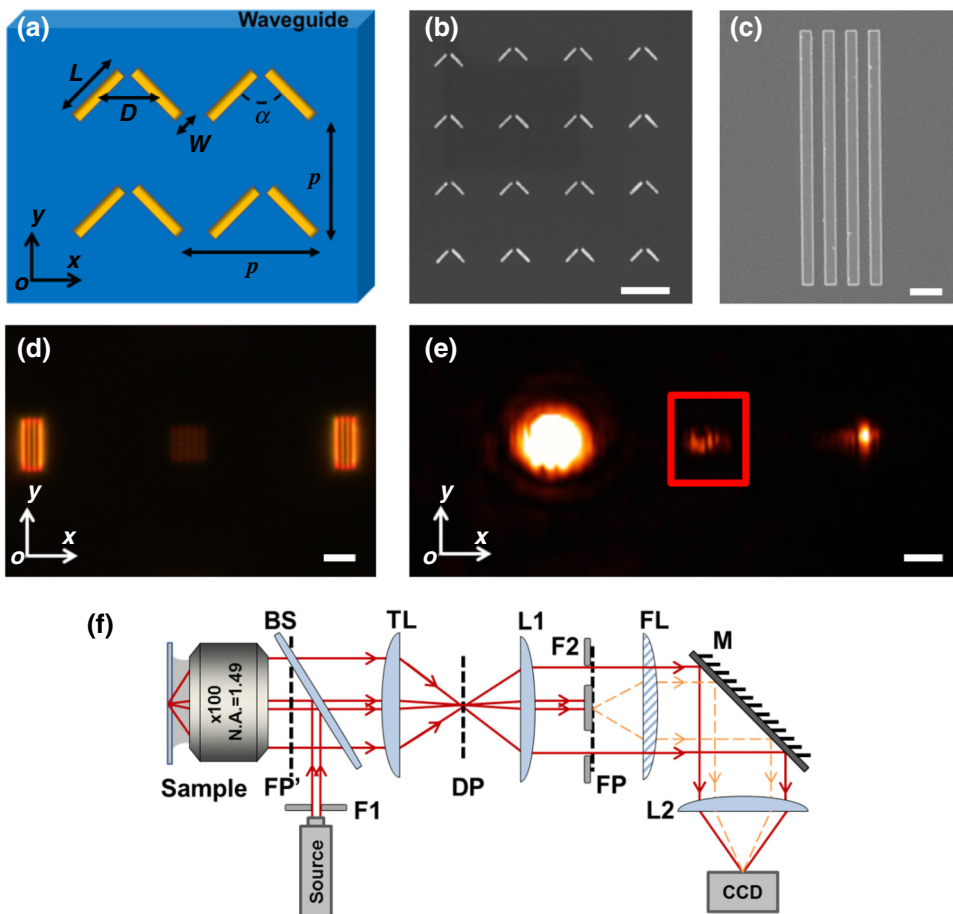 (a)
Waveguide
L
D
α
W
p
p
y
x
o
(b)
(c)
(d)
y
x
o
(e)
y
x
o
(f)
BS
TL
L1
F2
FL
M
x100
N.A.=1.49
Sample
FP'
F1
DP
FP
L2
Source
CCD